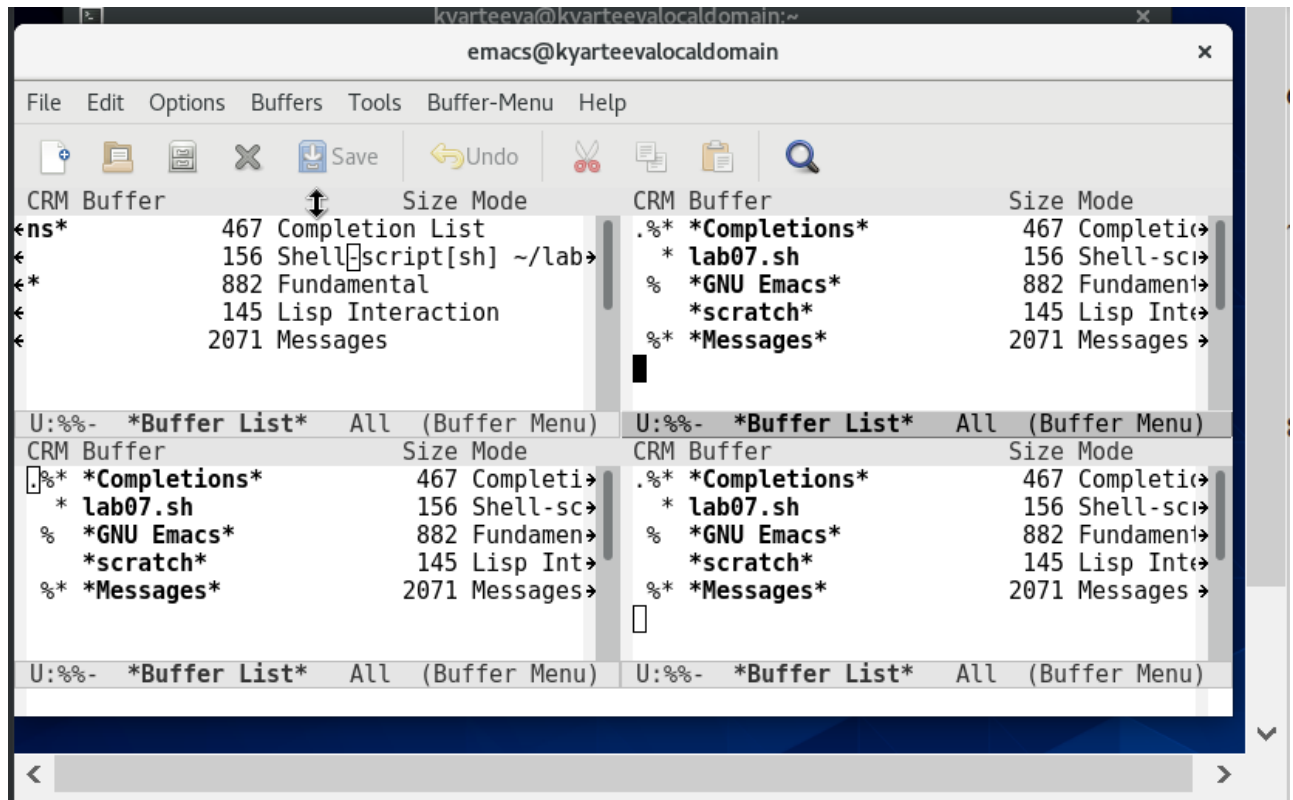 kyarteeva@kyarteevalocaldomain:~
emacs@kyarteevalocaldomain
File Edit Options Buffers Tools Buffer-Menu Help
Save Undo
CRM Buffer Size Mode
ns* 467 Completion List
156 Shell-script[sh] ~/lab
* 882 Fundamental
145 Lisp Interaction
2071 Messages
U:%%- *Buffer List* All (Buffer Menu)
CRM Buffer Size Mode
.%* *Completions* 467 Completi
* lab07.sh 156 Shell-sc
% *GNU Emacs* 882 Fundament
*scratch* 145 Lisp Int
%* *Messages* 2071 Messages
U:%%- *Buffer List* All (Buffer Menu)
CRM Buffer Size Mode
.%* *Completions* 467 Completi
* lab07.sh 156 Shell-sc
% *GNU Emacs* 882 Fundamen
*scratch* 145 Lisp Int
%* *Messages* 2071 Messages
U:%%- *Buffer List* All (Buffer Menu)
CRM Buffer Size Mode
.%* *Completions* 467 Completi
* lab07.sh 156 Shell-sc
% *GNU Emacs* 882 Fundament
*scratch* 145 Lisp Int
%* *Messages* 2071 Messages
U:%%- *Buffer List* All (Buffer Menu)